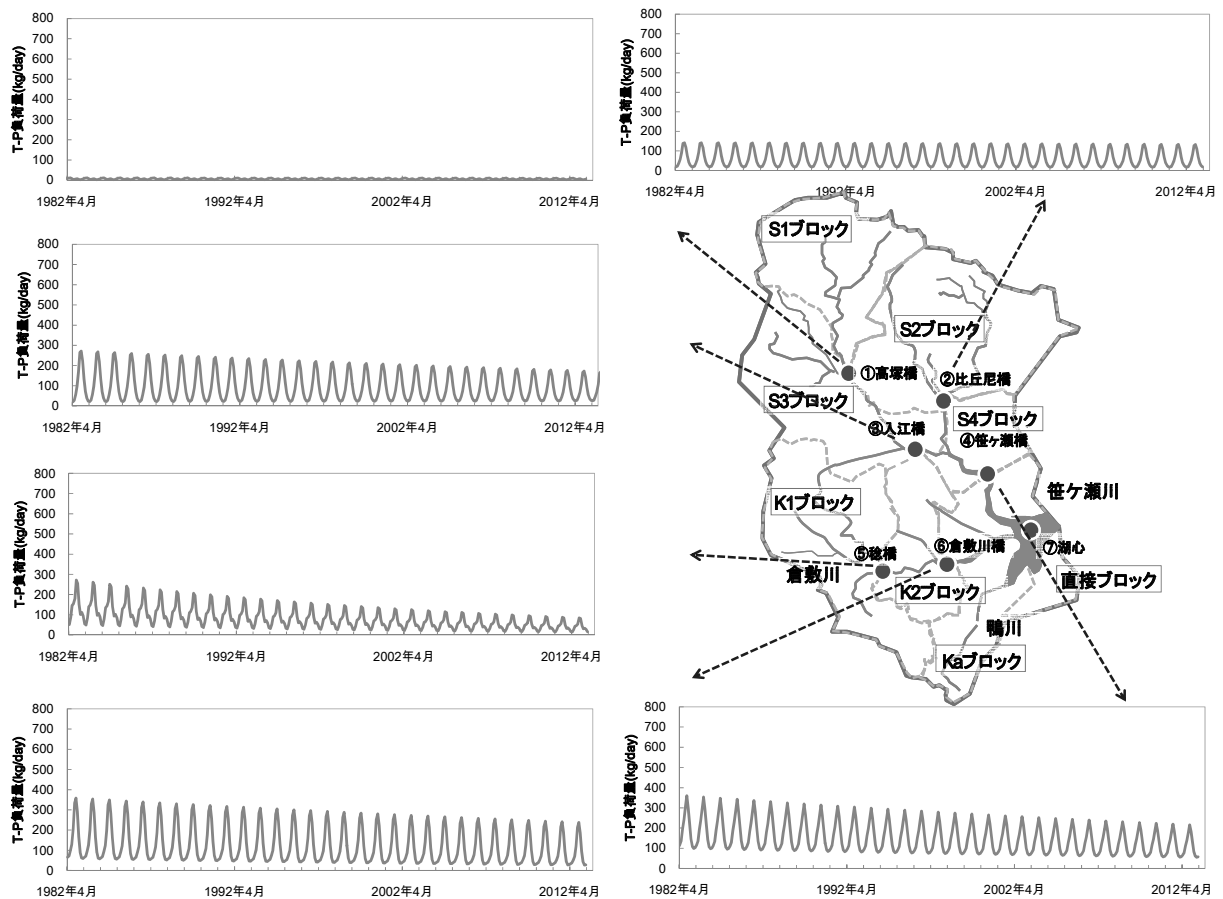 T-P負荷量(kg/day)
800
700
600
500
400
300
200
100
0
1982年4月 1992年4月 2002年4月 2012年4月
T-P負荷量(kg/day)
800
700
600
500
400
300
200
100
0
1982年4月 1992年4月 2002年4月 2012年4月
T-P負荷量(kg/day)
800
700
600
500
400
300
200
100
0
1982年4月 1992年4月 2002年4月 2012年4月
T-P負荷量(kg/day)
800
700
600
500
400
300
200
100
0
1982年4月 1992年4月 2002年4月 2012年4月
T-P負荷量(kg/day)
800
700
600
500
400
300
200
100
0
1982年4月 1992年4月 2002年4月 2012年4月
S1ブロック
S2ブロック
①高塚橋
②比丘尼橋
S3ブロック
S4ブロック
③入江橋
④笹ヶ瀬橋
笹ケ瀬川
K1ブロック
⑤稔橋
⑥倉敷川橋
⑦湖心
倉敷川
直接ブロック
K2ブロック
鴨川
Kaブロック
T-P負荷量(kg/day)
800
700
600
500
400
300
200
100
0
1982年4月 1992年4月 2002年4月 2012年4月